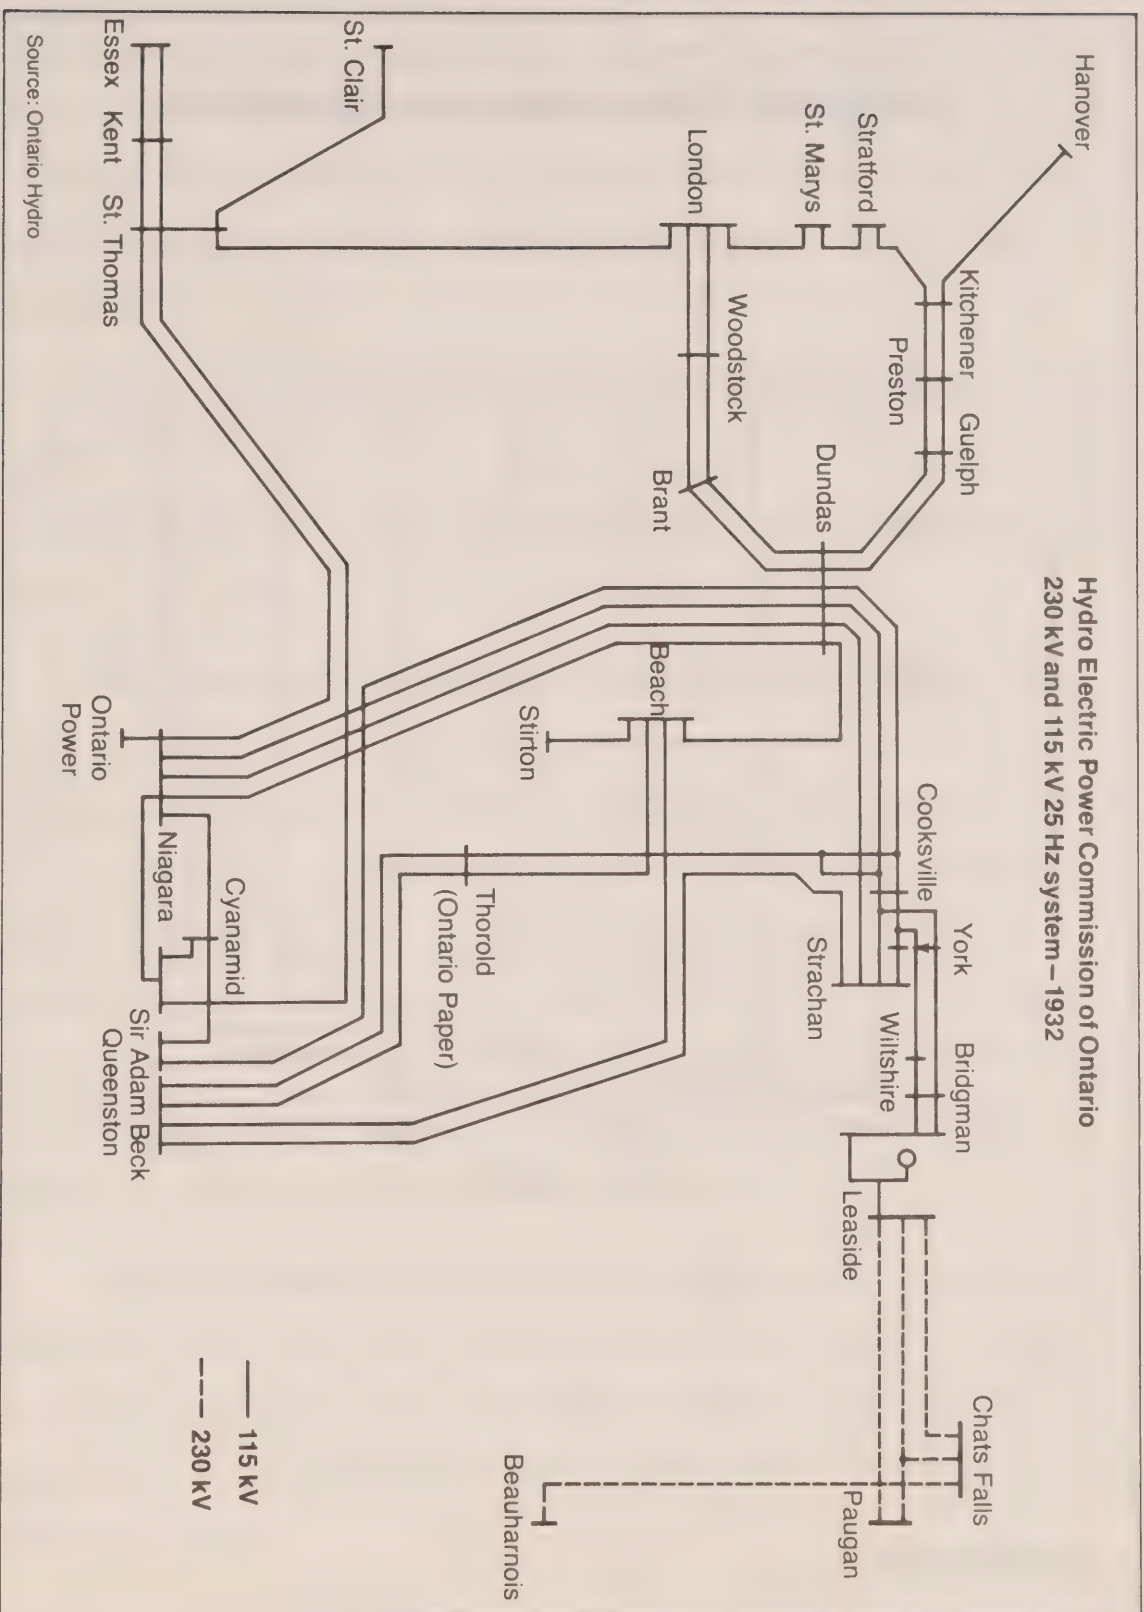 Hydro Electric Power Commission of Ontario
230 kV and 115 kV 25 Hz system – 1932
Hanover
Kitchener
Guelph
Preston
Stratford
St. Marys
London
Woodstock
Dundas
Brant
St. Clair
Essex
Kent
St. Thomas
Cooksville
York
Bridgman
Wiltshire
Strachan
Leaside
Chats Falls
Paugan
Beauharnois
Beach
Stirton
Thorold
(Ontario Paper)
Ontario
Power
Niagara
Cyanamid
Sir Adam Beck
Queenston
115 kV
230 kV
Source: Ontario Hydro